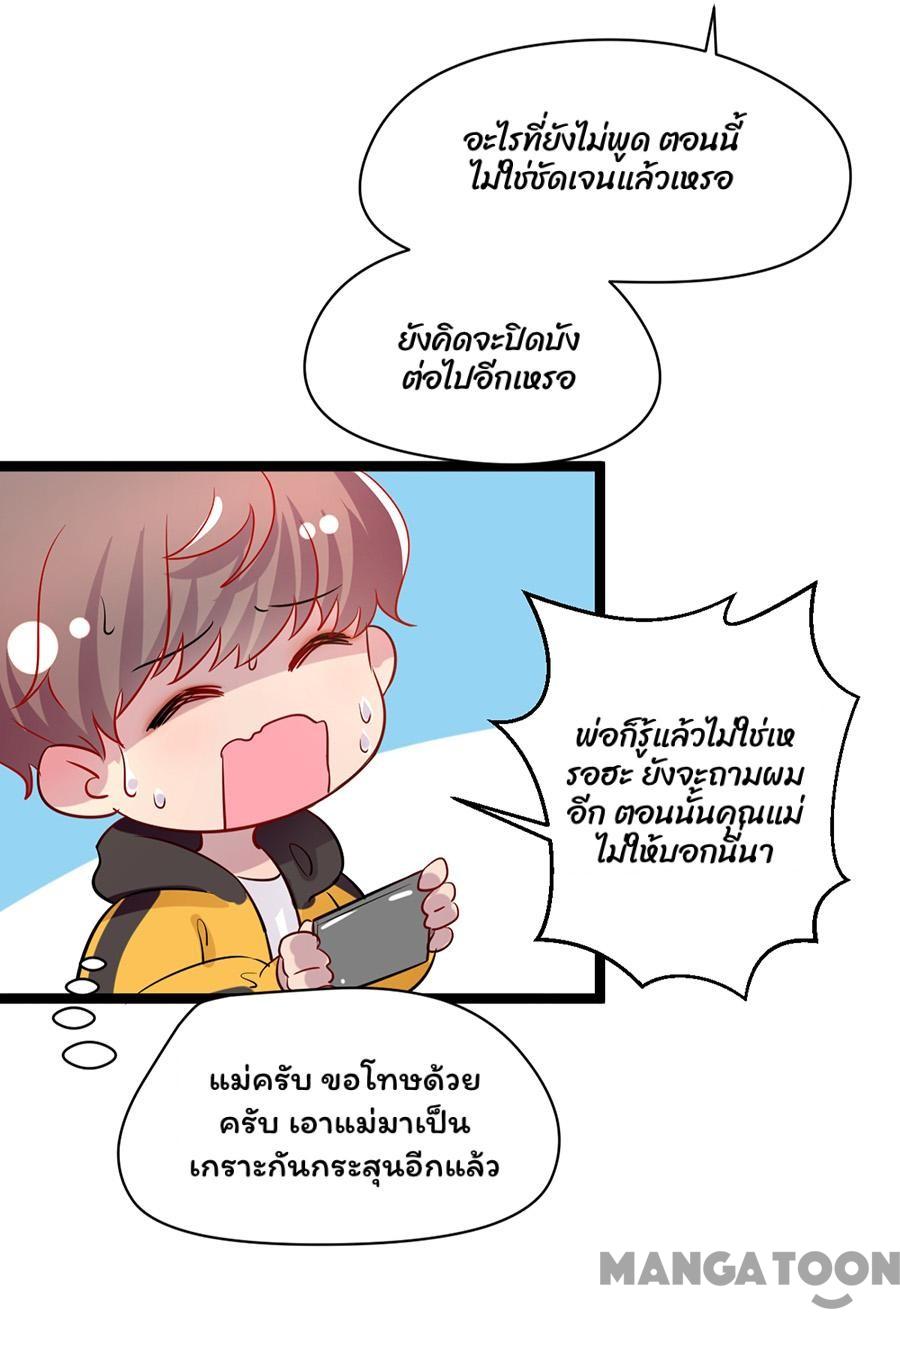 อะไรที่ยังไม่พูด ตอนนี้
ไม่ใช่ชัดเจนแล้วเหรอ
ยังคิดจะปิดบัง
ต่อไปอีกเหรอ
พ่อก็รู้แล้วไม่ใช่เห
รอฮะ ยังจะถามผม
อีก ตอนนั้นคุณแม่
ไม่ให้บอกนี่นา
แม่ครับ ขอโทษด้วย
ครับ เอาแม่มาเป็น
เกราะกันกระสุนอีกแล้ว
MANGATOON